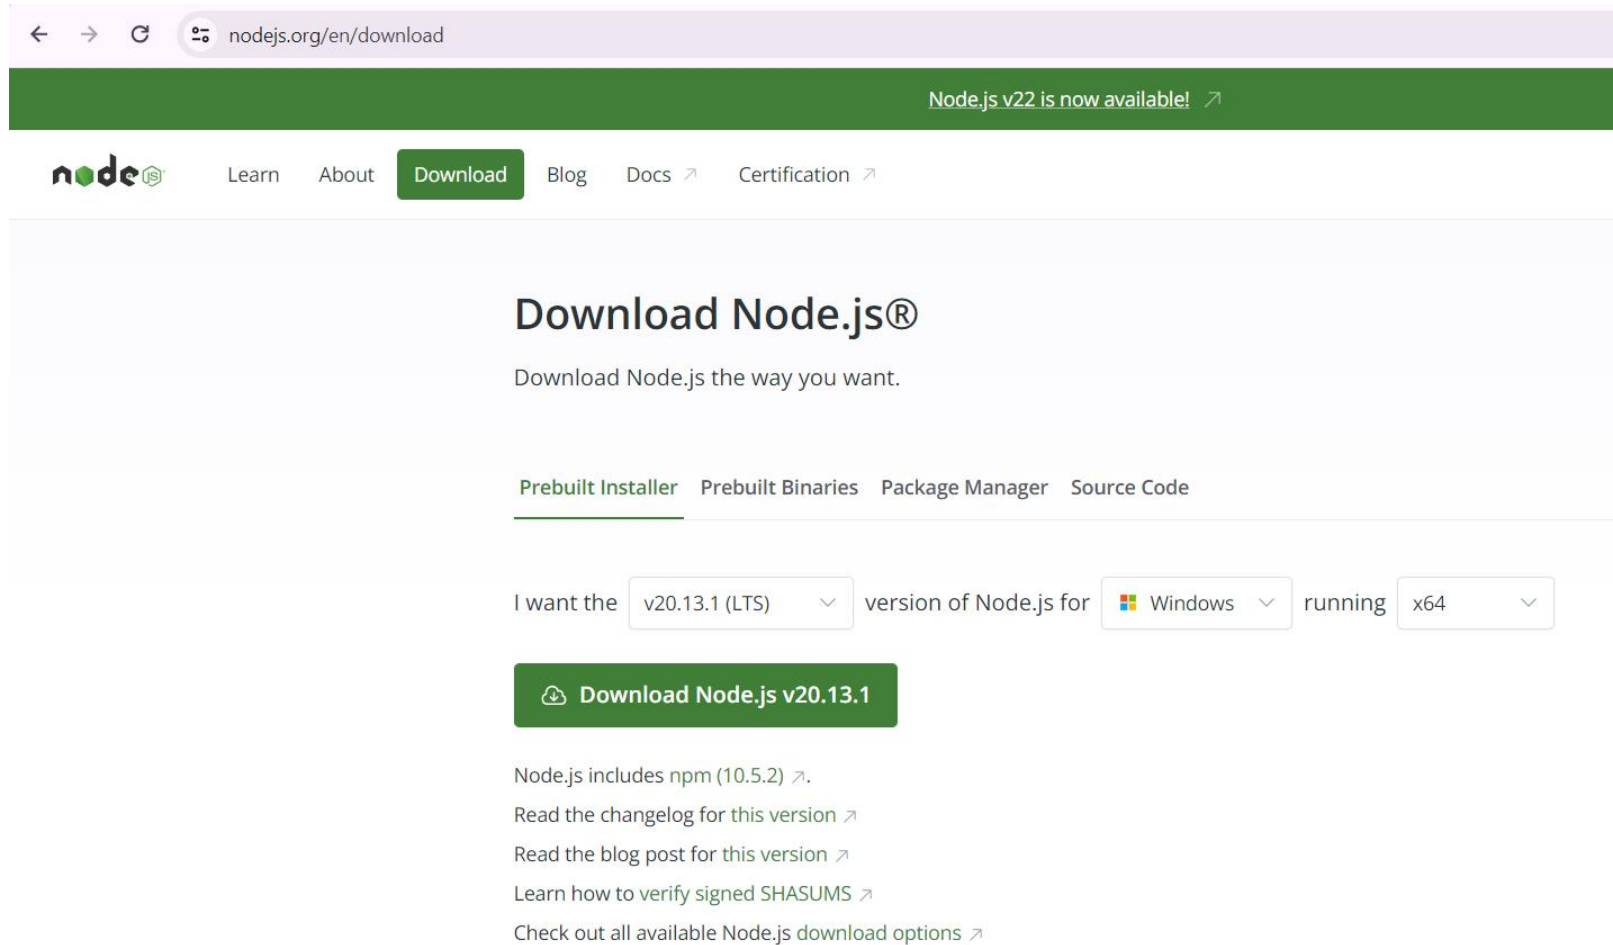 nodejs.org/en/download
Node.js v22 is now available!
node JS
Learn About Download Blog Docs Certification
Download Node.js®
Download Node.js the way you want.
Prebuilt Installer Prebuilt Binaries Package Manager Source Code
I want the v20.13.1 (LTS) version of Node.js for Windows running x64
Download Node.js v20.13.1
Node.js includes npm (10.5.2).
Read the changelog for this version
Read the blog post for this version
Learn how to verify signed SHASUMS
Check out all available Node.js download options